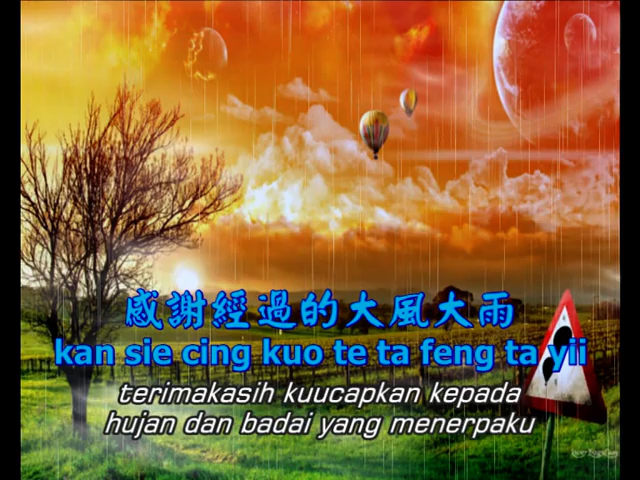 感謝經過的大風大雨
kan sie cing kuo te ta feng ta yii
terimakasih kuucapkan kepada
hujan dan badai yang menerpaku